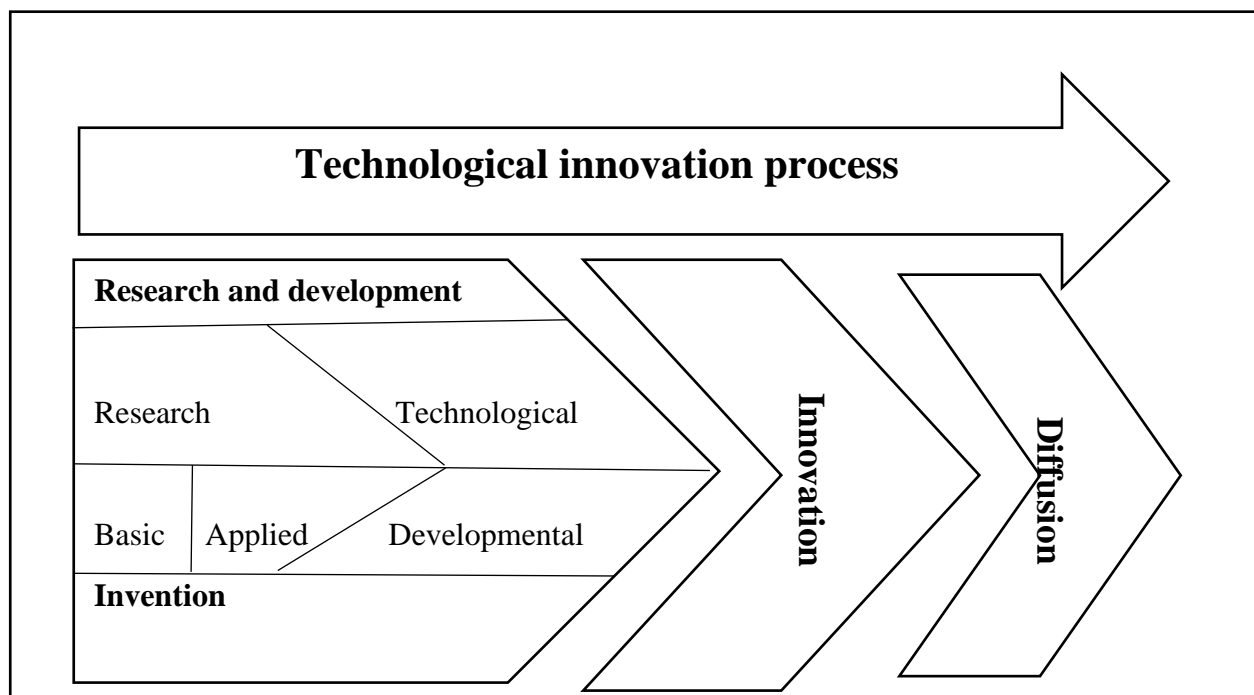 Technological innovation process
Research and development
Research
Technological
Basic
Applied
Developmental
Invention
Innovation
Diffusion